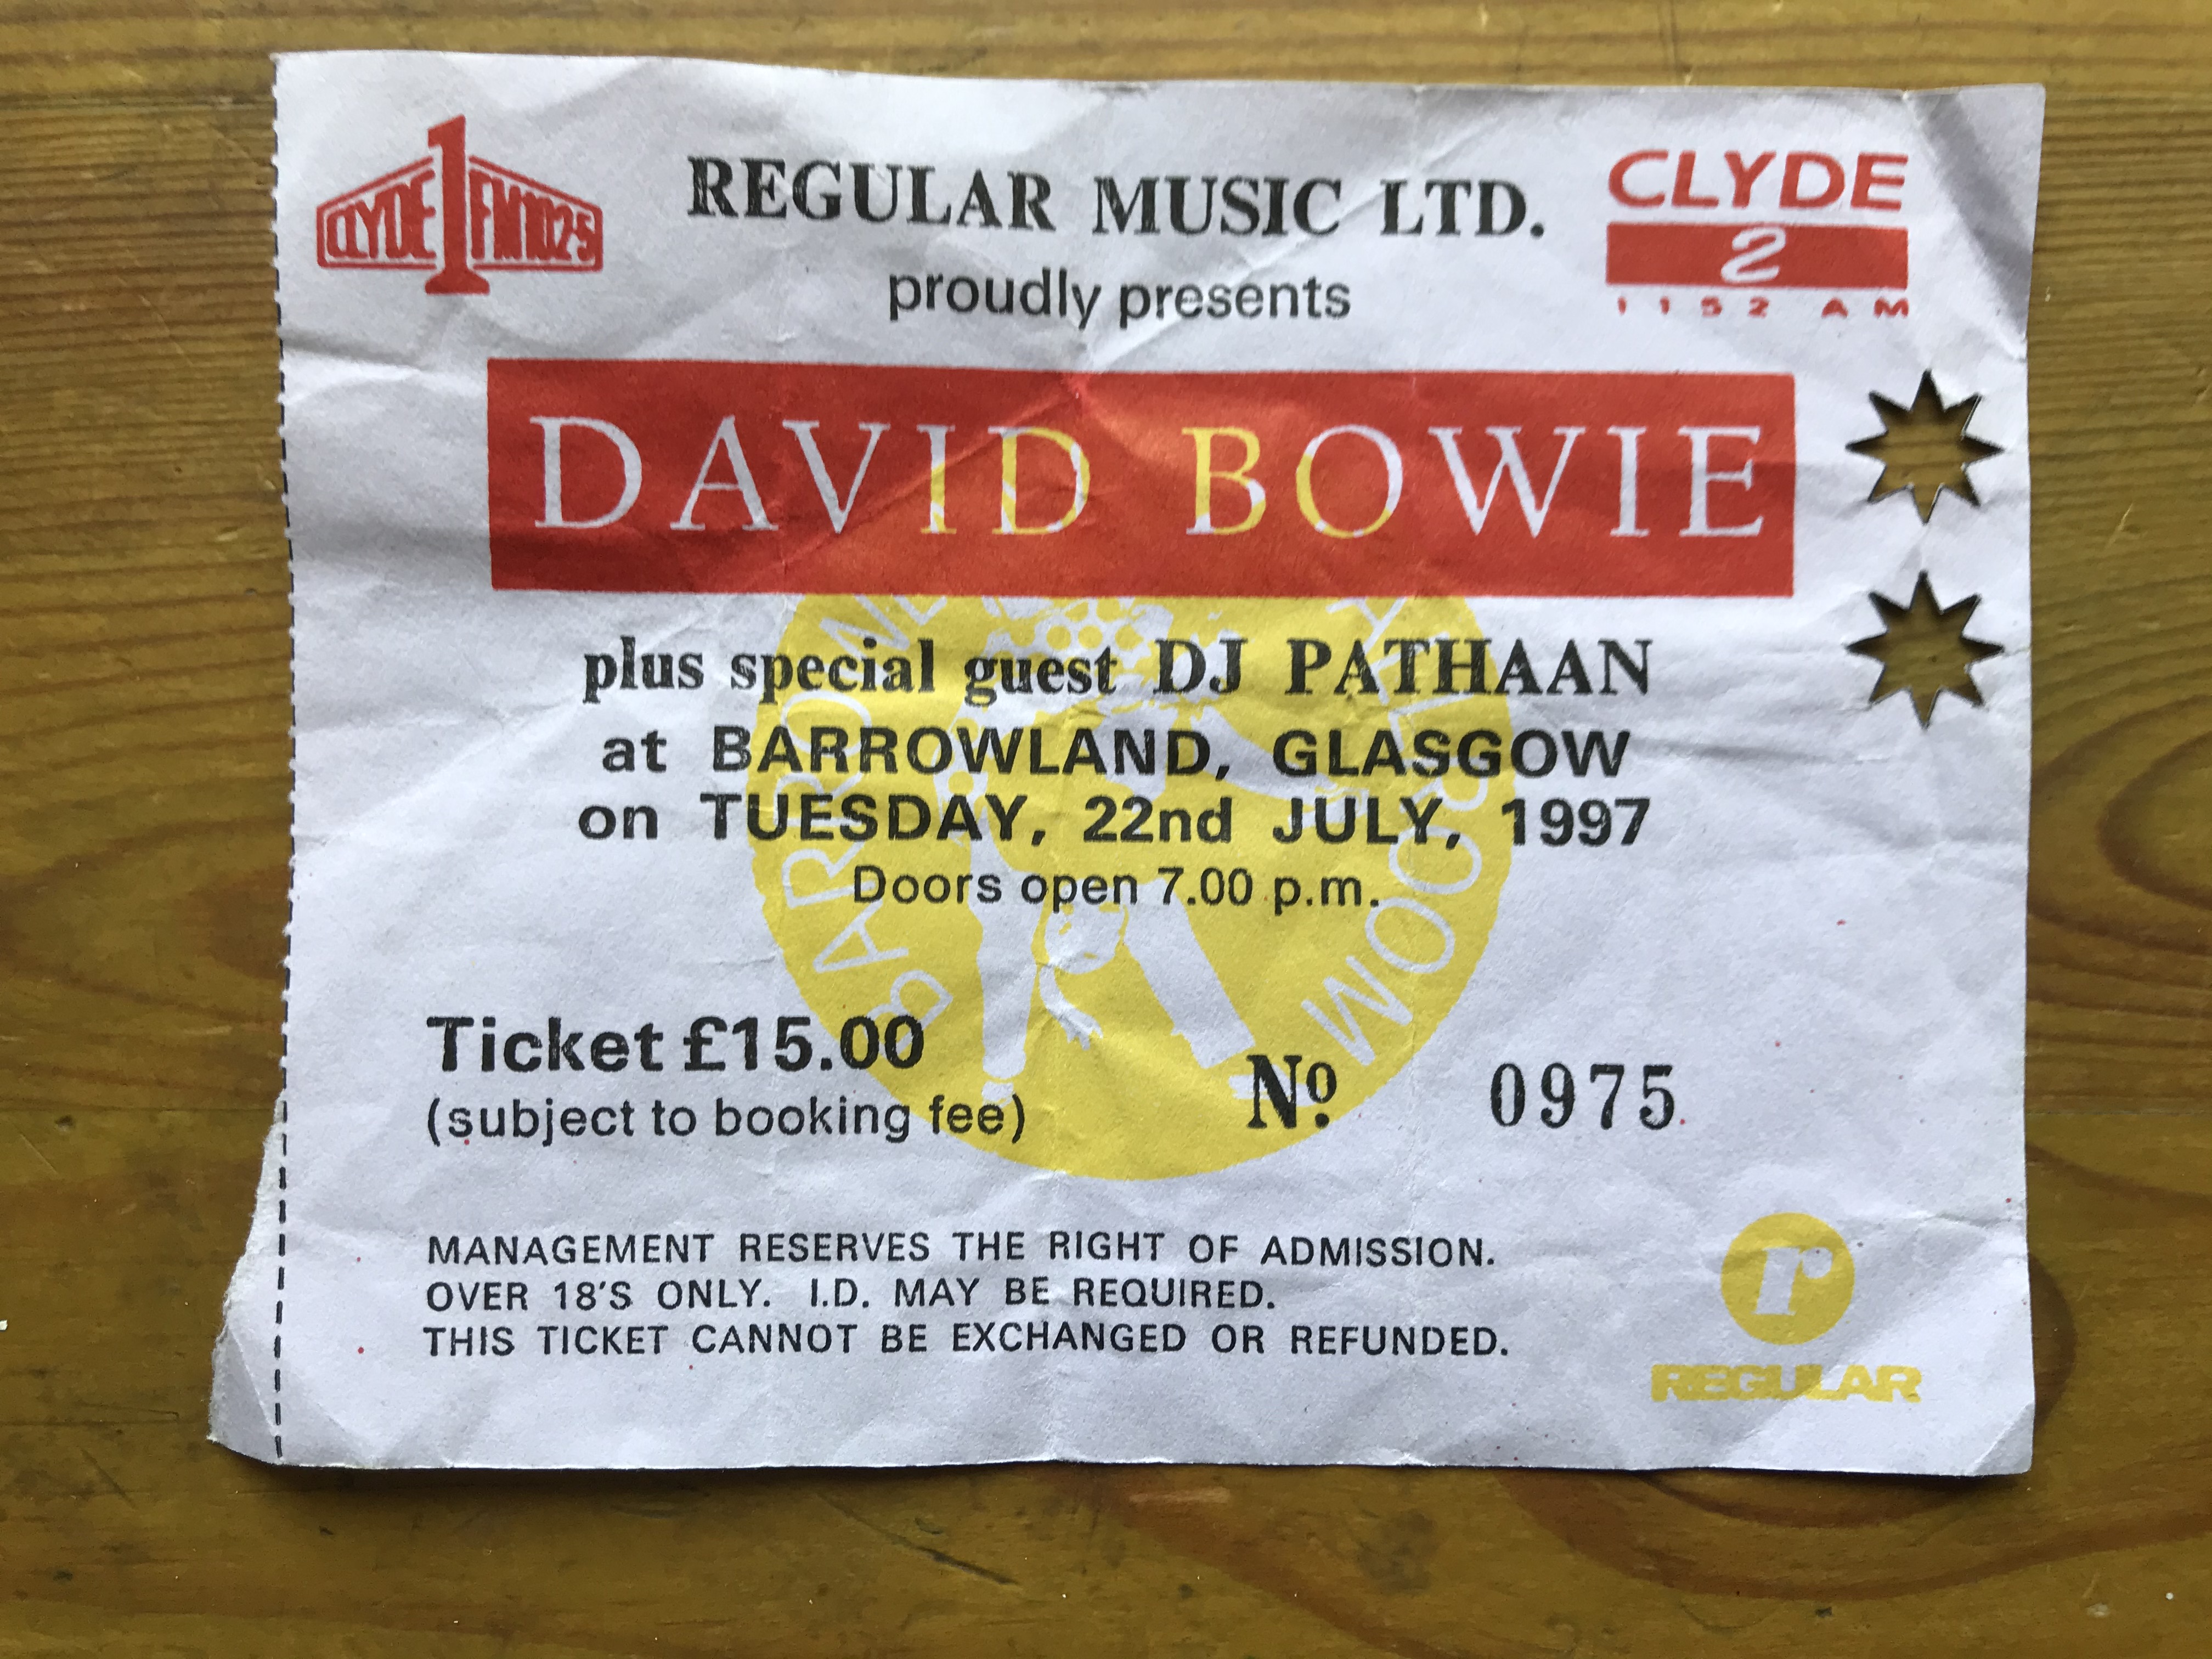 CLYDE 1 FM 102·5
REGULAR MUSIC LTD.
CLYDE
2
1152 AM
proudly presents
DAVID BOWIE
plus special guest DJ PATHAAN
at BARROWLAND, GLASGOW
on TUESDAY, 22nd JULY, 1997
Doors open 7.00 p.m.
Ticket £15.00
(subject to booking fee)
Nº 0975
MANAGEMENT RESERVES THE RIGHT OF ADMISSION.
OVER 18'S ONLY. I.D. MAY BE REQUIRED.
THIS TICKET CANNOT BE EXCHANGED OR REFUNDED.
r
REGULAR